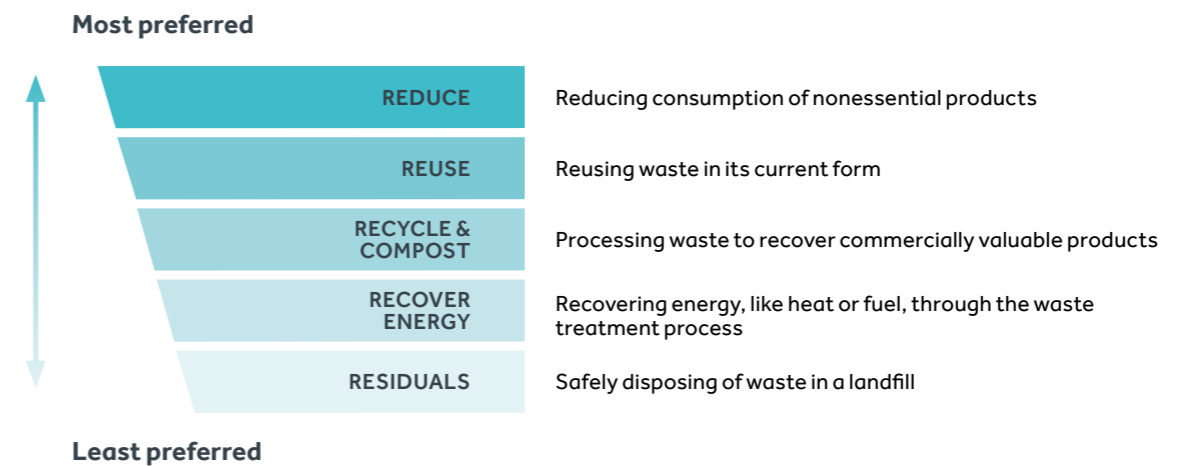 Most preferred
REDUCE
Reducing consumption of nonessential products
REUSE
Reusing waste in its current form
RECYCLE &
COMPOST
Processing waste to recover commercially valuable products
RECOVER
ENERGY
Recovering energy, like heat or fuel, through the waste
treatment process
RESIDUALS
Safely disposing of waste in a landfill
Least preferred